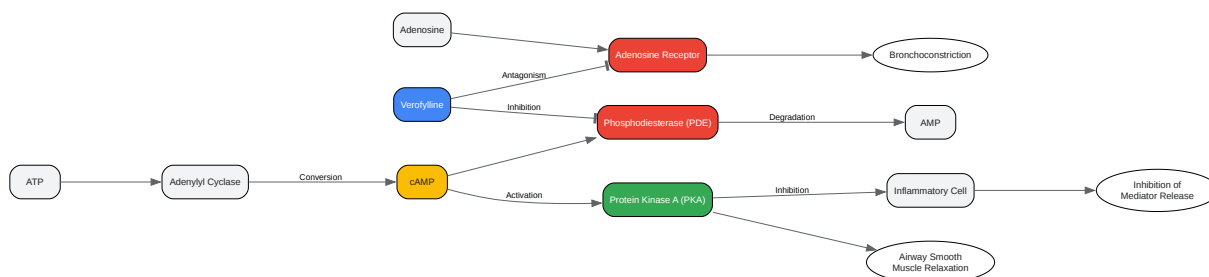 Adenosine
Adenosine Receptor
Bronchoconstriction
Antagonism
Verofylline
Inhibition
Phosphodiesterase (PDE)
Degradation
AMP
ATP
Adenylyl Cyclase
Conversion
cAMP
Activation
Protein Kinase A (PKA)
Inhibition
Inflammatory Cell
Inhibition of
Mediator Release
Airway Smooth
Muscle Relaxation